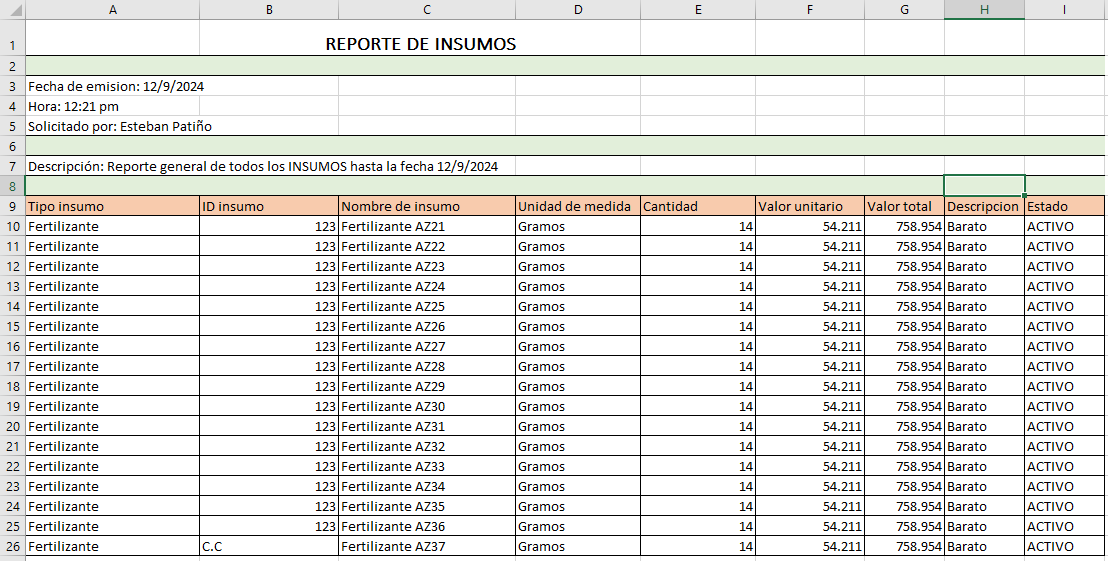 A B C D E F G H I
1 REPORTE DE INSUMOS
2
3 Fecha de emision: 12/9/2024
4 Hora: 12:21 pm
5 Solicitado por: Esteban Patiño
6
7 Descripción: Reporte general de todos los INSUMOS hasta la fecha 12/9/2024
8
9 Tipo insumo ID insumo Nombre de insumo Unidad de medida Cantidad Valor unitario Valor total Descripcion Estado
10 Fertilizante 123 Fertilizante AZ21 Gramos 14 54.211 758.954 Barato ACTIVO
11 Fertilizante 123 Fertilizante AZ22 Gramos 14 54.211 758.954 Barato ACTIVO
12 Fertilizante 123 Fertilizante AZ23 Gramos 14 54.211 758.954 Barato ACTIVO
13 Fertilizante 123 Fertilizante AZ24 Gramos 14 54.211 758.954 Barato ACTIVO
14 Fertilizante 123 Fertilizante AZ25 Gramos 14 54.211 758.954 Barato ACTIVO
15 Fertilizante 123 Fertilizante AZ26 Gramos 14 54.211 758.954 Barato ACTIVO
16 Fertilizante 123 Fertilizante AZ27 Gramos 14 54.211 758.954 Barato ACTIVO
17 Fertilizante 123 Fertilizante AZ28 Gramos 14 54.211 758.954 Barato ACTIVO
18 Fertilizante 123 Fertilizante AZ29 Gramos 14 54.211 758.954 Barato ACTIVO
19 Fertilizante 123 Fertilizante AZ30 Gramos 14 54.211 758.954 Barato ACTIVO
20 Fertilizante 123 Fertilizante AZ31 Gramos 14 54.211 758.954 Barato ACTIVO
21 Fertilizante 123 Fertilizante AZ32 Gramos 14 54.211 758.954 Barato ACTIVO
22 Fertilizante 123 Fertilizante AZ33 Gramos 14 54.211 758.954 Barato ACTIVO
23 Fertilizante 123 Fertilizante AZ34 Gramos 14 54.211 758.954 Barato ACTIVO
24 Fertilizante 123 Fertilizante AZ35 Gramos 14 54.211 758.954 Barato ACTIVO
25 Fertilizante 123 Fertilizante AZ36 Gramos 14 54.211 758.954 Barato ACTIVO
26 Fertilizante C.C Fertilizante AZ37 Gramos 14 54.211 758.954 Barato ACTIVO